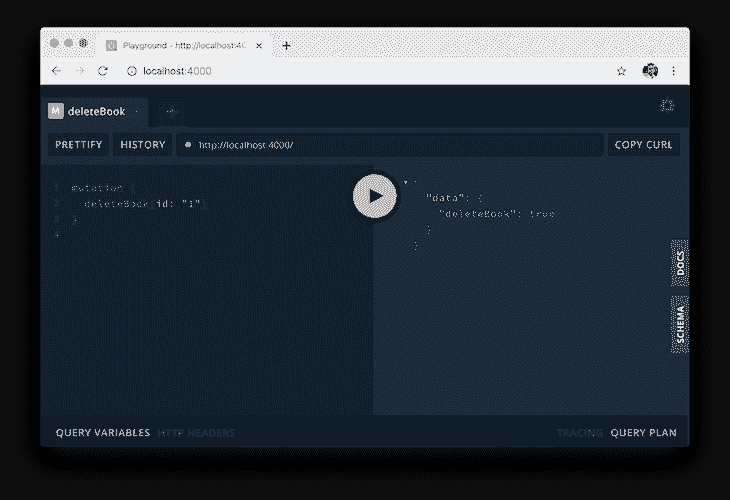 Playground - http://localhost:40
localhost:4000
M deleteBook
PRETTIFY HISTORY http://localhost:4000/ COPY CURL
1 mutation {
2 deleteBook(id: "1")
3 }
4
{
"data": {
"deleteBook": true
}
}
DOCS
SCHEMA
QUERY VARIABLES HTTP HEADERS TRACING QUERY PLAN